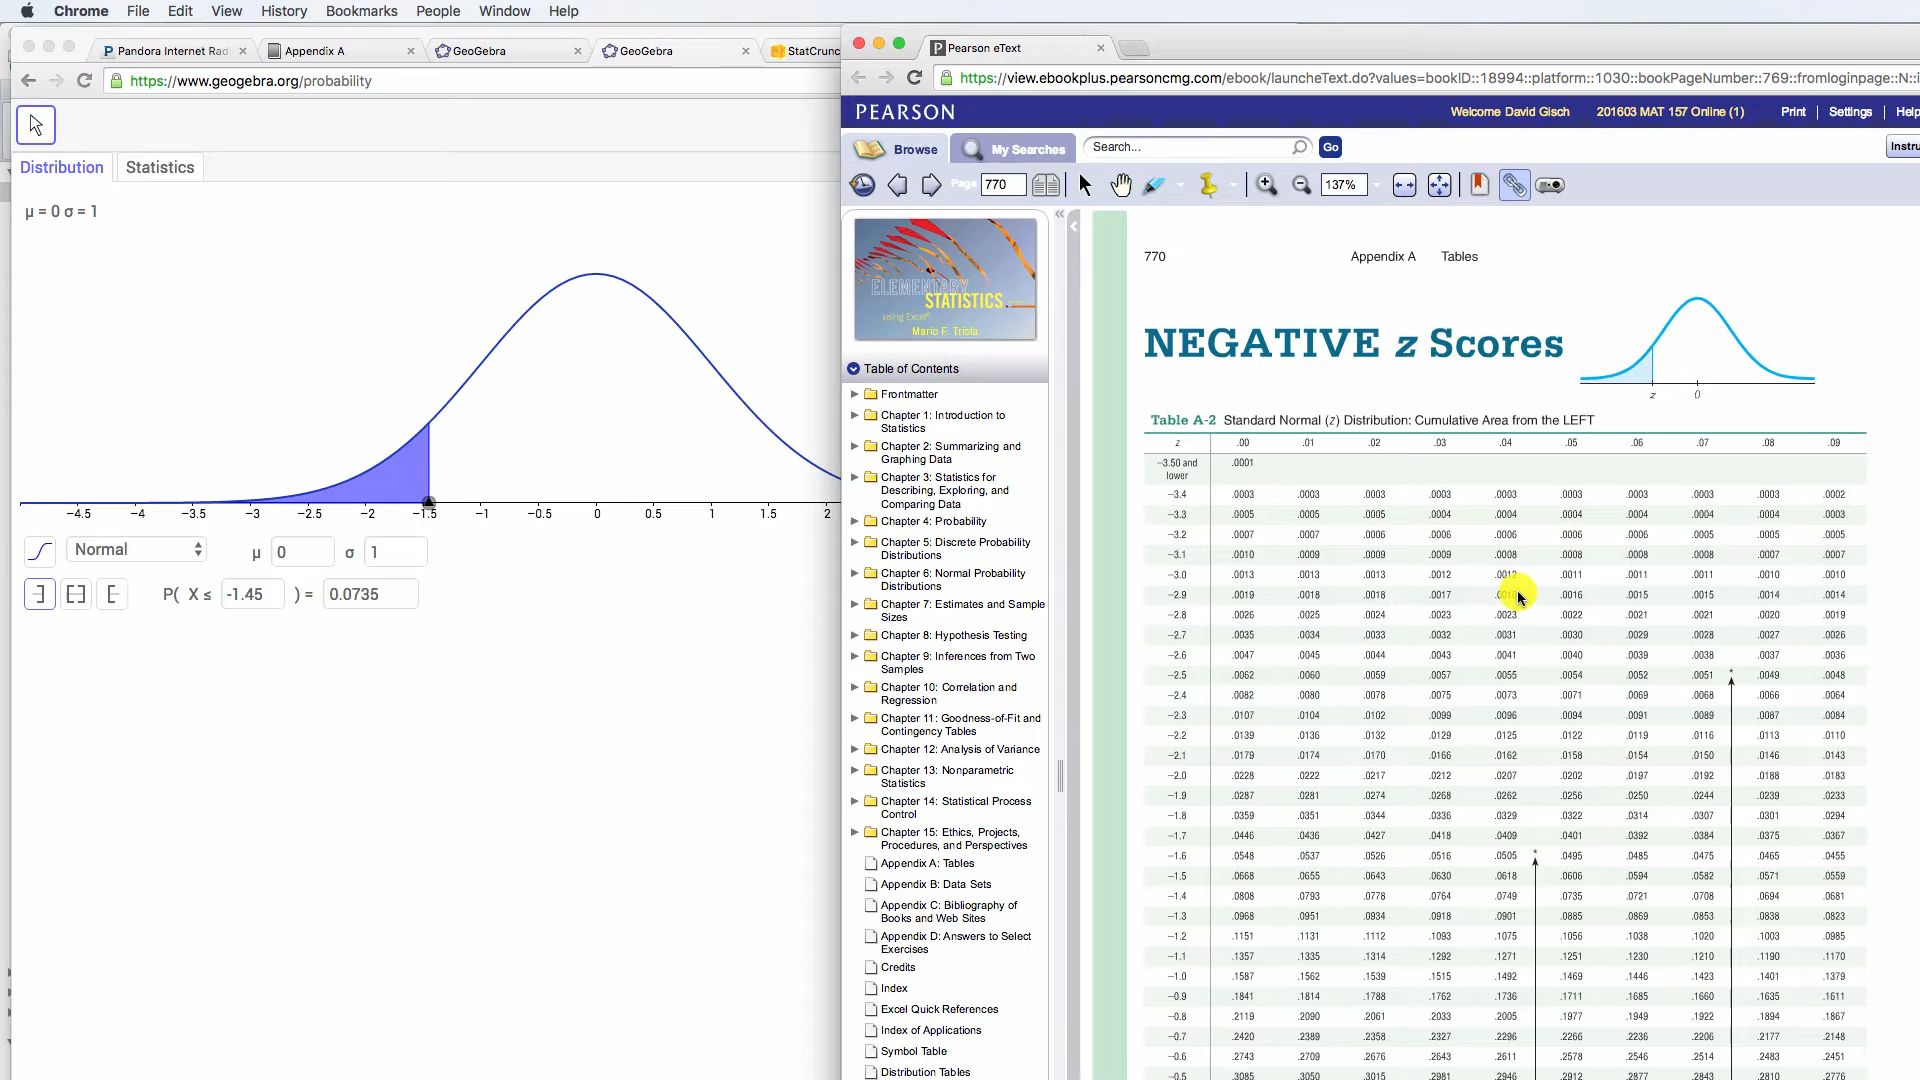 Chrome File Edit View History Bookmarks People Window Help
Pandora Internet Rad
Appendix A
GeoGebra
GeoGebra
StatCrunc
https://www.geogebra.org/probability
Distribution Statistics
μ = 0 σ = 1
-4.5 -4 -3.5 -3 -2.5 -2 -1.5 -1 -0.5 0 0.5 1 1.5 2
Normal μ 0 σ 1
P( X ≤ -1.45 ) = 0.0735
Pearson eText
https://view.ebookplus.pearsoncmg.com/ebook/launcheText.do?values=bookID::18994::platform::1030::bookPageNumber::769::fromloginpage::N::i
PEARSON
Welcome David Gisch 201603 MAT 157 Online (1) Print Settings Help
Browse My Searches Search... Go Instru
Page 770 137%
ELEMENTARY
STATISTICS
using Excel®
Mario F. Triola
Table of Contents
Frontmatter
Chapter 1: Introduction to
Statistics
Chapter 2: Summarizing and
Graphing Data
Chapter 3: Statistics for
Describing, Exploring, and
Comparing Data
Chapter 4: Probability
Chapter 5: Discrete Probability
Distributions
Chapter 6: Normal Probability
Distributions
Chapter 7: Estimates and Sample
Sizes
Chapter 8: Hypothesis Testing
Chapter 9: Inferences from Two
Samples
Chapter 10: Correlation and
Regression
Chapter 11: Goodness-of-Fit and
Contingency Tables
Chapter 12: Analysis of Variance
Chapter 13: Nonparametric
Statistics
Chapter 14: Statistical Process
Control
Chapter 15: Ethics, Projects,
Procedures, and Perspectives
Appendix A: Tables
Appendix B: Data Sets
Appendix C: Bibliography of
Books and Web Sites
Appendix D: Answers to Select
Exercises
Credits
Index
Excel Quick References
Index of Applications
Symbol Table
Distribution Tables
770 Appendix A Tables
NEGATIVE z Scores
z 0
Table A-2 Standard Normal (z) Distribution: Cumulative Area from the LEFT
z .00 .01 .02 .03 .04 .05 .06 .07 .08 .09
−3.50 and
lower .0001
−3.4 .0003 .0003 .0003 .0003 .0003 .0003 .0003 .0003 .0003 .0002
−3.3 .0005 .0005 .0005 .0004 .0004 .0004 .0004 .0004 .0004 .0003
−3.2 .0007 .0007 .0006 .0006 .0006 .0006 .0006 .0005 .0005 .0005
−3.1 .0010 .0009 .0009 .0009 .0008 .0008 .0008 .0008 .0007 .0007
−3.0 .0013 .0013 .0013 .0012 .0012 .0011 .0011 .0011 .0010 .0010
−2.9 .0019 .0018 .0018 .0017 .0016 .0016 .0015 .0015 .0014 .0014
−2.8 .0026 .0025 .0024 .0023 .0023 .0022 .0021 .0021 .0020 .0019
−2.7 .0035 .0034 .0033 .0032 .0031 .0030 .0029 .0028 .0027 .0026
−2.6 .0047 .0045 .0044 .0043 .0041 .0040 .0039 .0038 .0037 .0036
−2.5 .0062 .0060 .0059 .0057 .0055 .0054 .0052 .0051 * .0049 .0048
−2.4 .0082 .0080 .0078 .0075 .0073 .0071 .0069 .0068 .0066 .0064
−2.3 .0107 .0104 .0102 .0099 .0096 .0094 .0091 .0089 .0087 .0084
−2.2 .0139 .0136 .0132 .0129 .0125 .0122 .0119 .0116 .0113 .0110
−2.1 .0179 .0174 .0170 .0166 .0162 .0158 .0154 .0150 .0146 .0143
−2.0 .0228 .0222 .0217 .0212 .0207 .0202 .0197 .0192 .0188 .0183
−1.9 .0287 .0281 .0274 .0268 .0262 .0256 .0250 .0244 .0239 .0233
−1.8 .0359 .0351 .0344 .0336 .0329 .0322 .0314 .0307 .0301 .0294
−1.7 .0446 .0436 .0427 .0418 .0409 .0401 .0392 .0384 .0375 .0367
−1.6 .0548 .0537 .0526 .0516 .0505 * .0495 .0485 .0475 .0465 .0455
−1.5 .0668 .0655 .0643 .0630 .0618 .0606 .0594 .0582 .0571 .0559
−1.4 .0808 .0793 .0778 .0764 .0749 .0735 .0721 .0708 .0694 .0681
−1.3 .0968 .0951 .0934 .0918 .0901 .0885 .0869 .0853 .0838 .0823
−1.2 .1151 .1131 .1112 .1093 .1075 .1056 .1038 .1020 .1003 .0985
−1.1 .1357 .1335 .1314 .1292 .1271 .1251 .1230 .1210 .1190 .1170
−1.0 .1587 .1562 .1539 .1515 .1492 .1469 .1446 .1423 .1401 .1379
−0.9 .1841 .1814 .1788 .1762 .1736 .1711 .1685 .1660 .1635 .1611
−0.8 .2119 .2090 .2061 .2033 .2005 .1977 .1949 .1922 .1894 .1867
−0.7 .2420 .2389 .2358 .2327 .2296 .2266 .2236 .2206 .2177 .2148
−0.6 .2743 .2709 .2676 .2643 .2611 .2578 .2546 .2514 .2483 .2451
−0.5 .3085 .3050 .3015 .2981 .2946 .2912 .2877 .2843 .2810 .2776